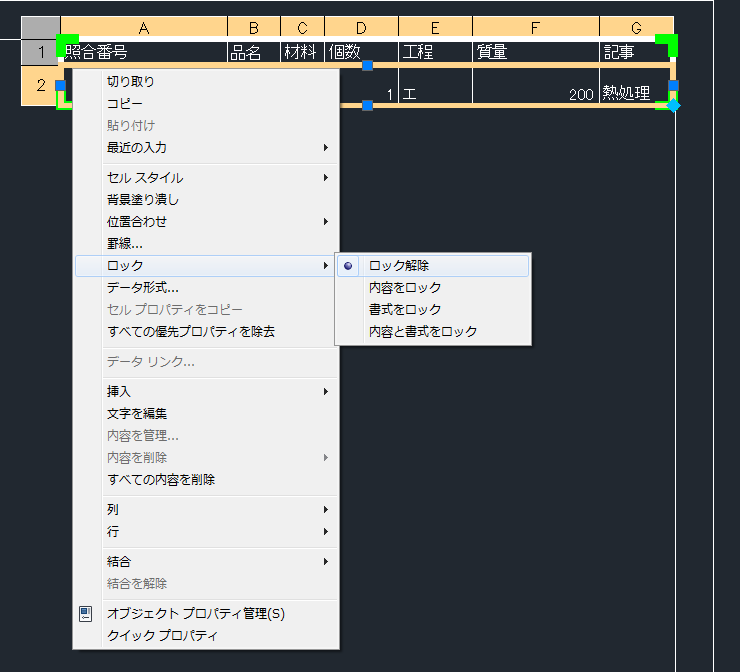 A B C D E F G
1 照合番号 品名 材料 個数 工程 質量 記事
2 1 工 200 熱処理
切り取り
コピー
貼り付け
最近の入力
セル スタイル
背景塗り潰し
位置合わせ
罫線...
ロック
ロック解除
内容をロック
書式をロック
内容と書式をロック
データ形式...
セル プロパティをコピー
すべての優先プロパティを除去
データ リンク...
挿入
文字を編集
内容を管理...
内容を削除
すべての内容を削除
列
行
結合
結合を解除
オブジェクト プロパティ管理(S)
クイック プロパティ